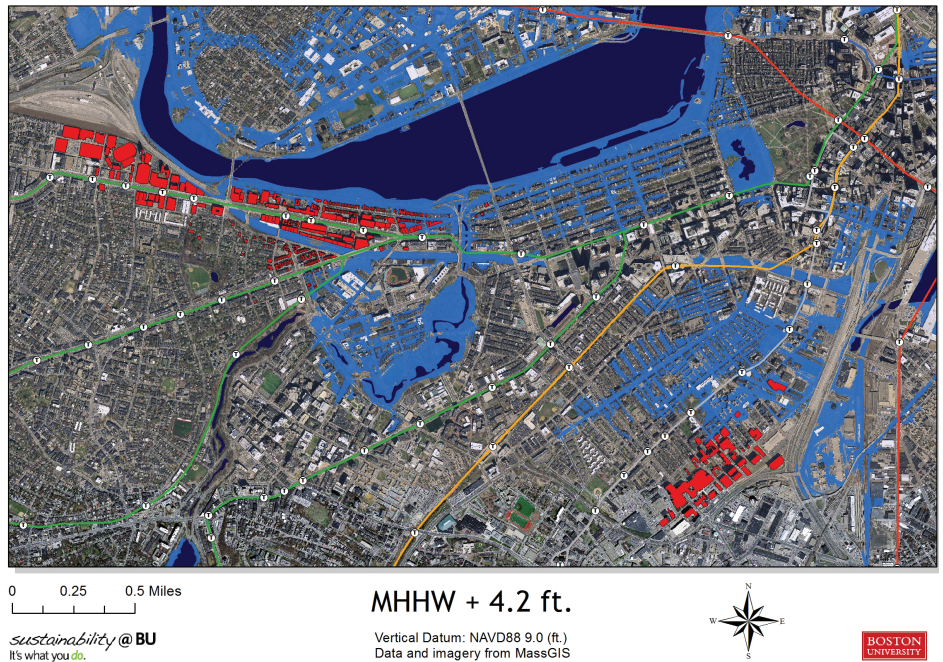 0 0.25 0.5 Miles
MHHW + 4.2 ft.
N
W E
S
sustainability @ BU
It's what you do.
Vertical Datum: NAVD88 9.0 (ft.)
Data and imagery from MassGIS
BOSTON
UNIVERSITY